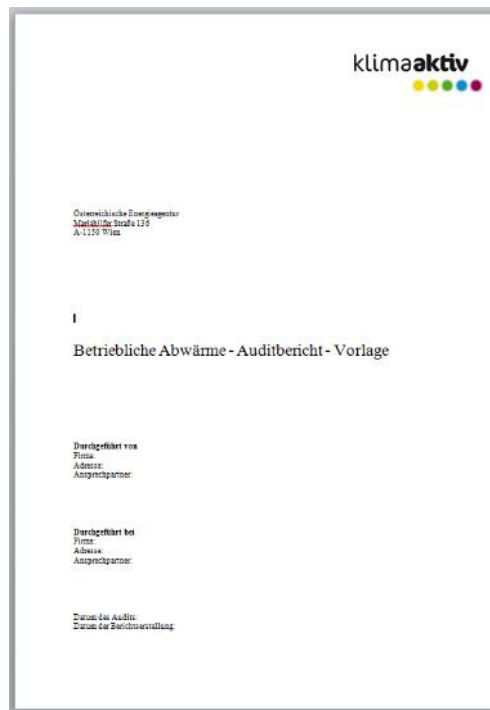 klimaaktiv
Österreichische Energieagentur
Mariahilfer Straße 136
A-1150 Wien
Betriebliche Abwärme - Auditbericht - Vorlage
Durchgeführt von
Firma:
Adresse:
Ansprechpartner:
Durchgeführt bei
Firma:
Adresse:
Ansprechpartner:
Datum des Audits:
Datum der Berichtserstellung: